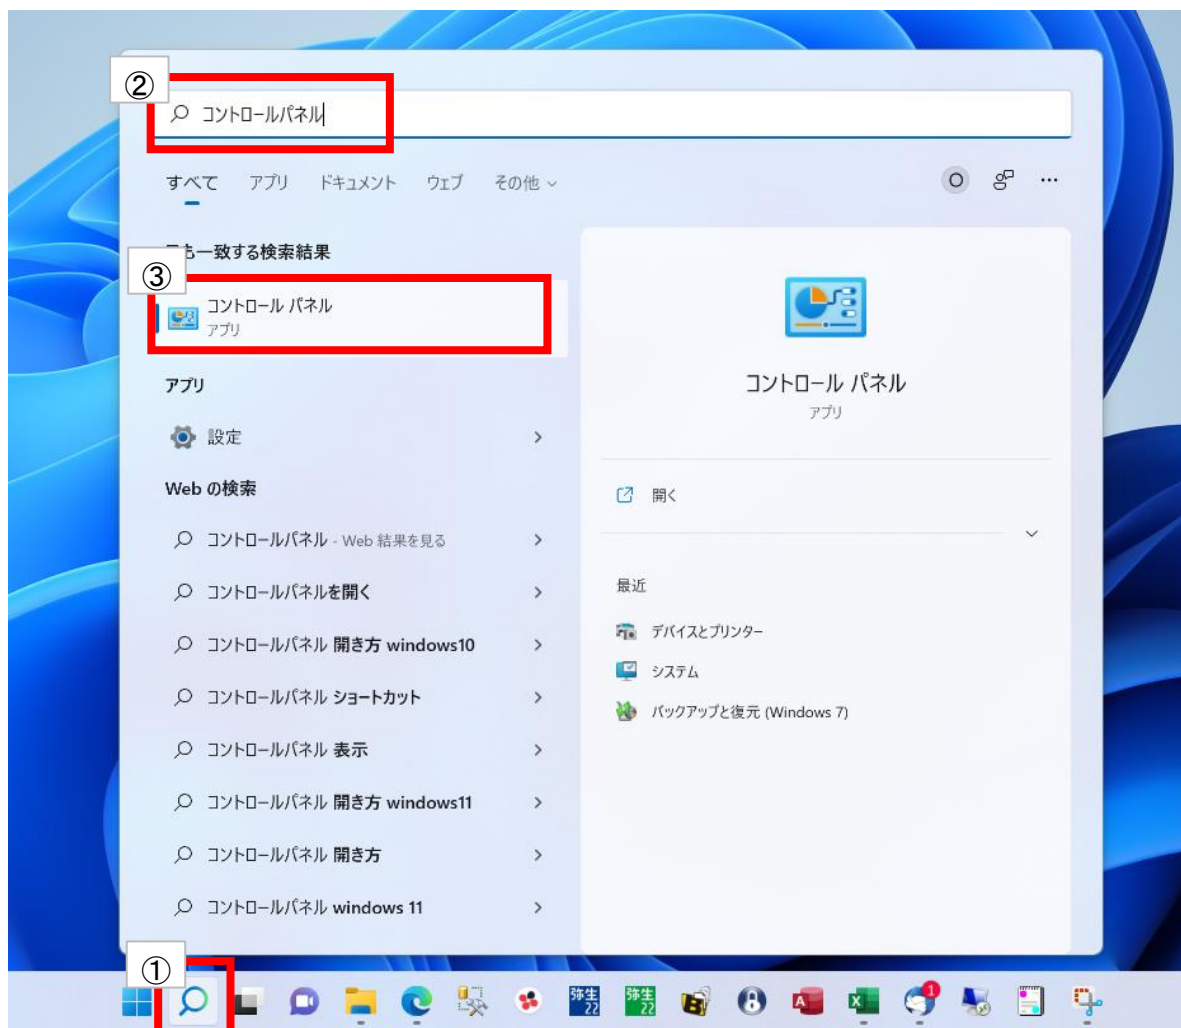 ②
コントロールパネル
すべて アプリ ドキュメント ウェブ その他
O
も一致する検索結果
③
コントロール パネル
アプリ
アプリ
設定
Web の検索
コントロールパネル - Web 結果を見る
コントロールパネルを開く
コントロールパネル 開き方 windows10
コントロールパネル ショートカット
コントロールパネル 表示
コントロールパネル 開き方 windows11
コントロールパネル 開き方
コントロールパネル windows 11
コントロール パネル
アプリ
開く
最近
デバイスとプリンター
システム
バックアップと復元 (Windows 7)
①
弥生
22
弥生
22
B
A
X
1